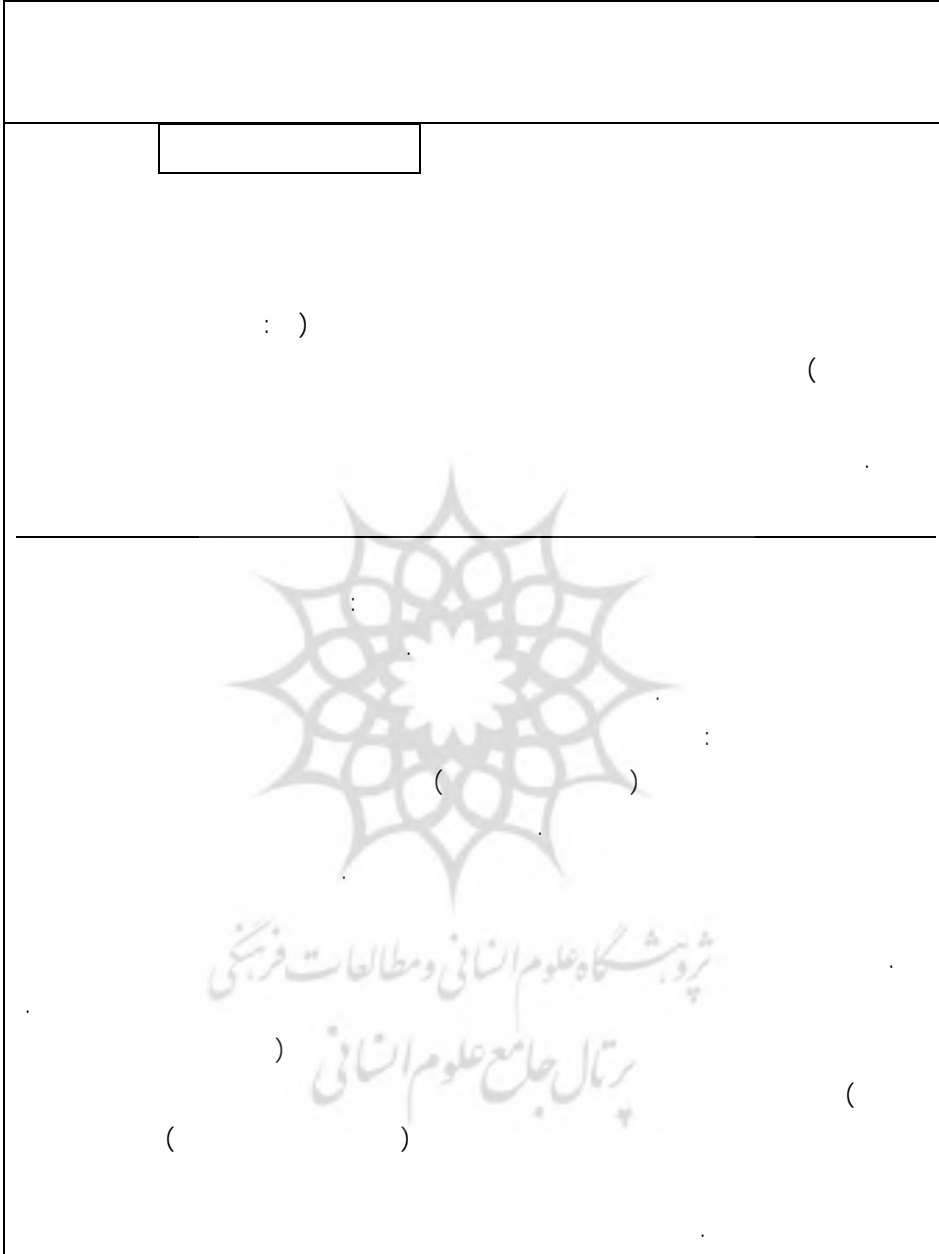 پژوهشگاه علوم انسانی و مطالعات فرهنگی
پرتال جامع علوم انسانی